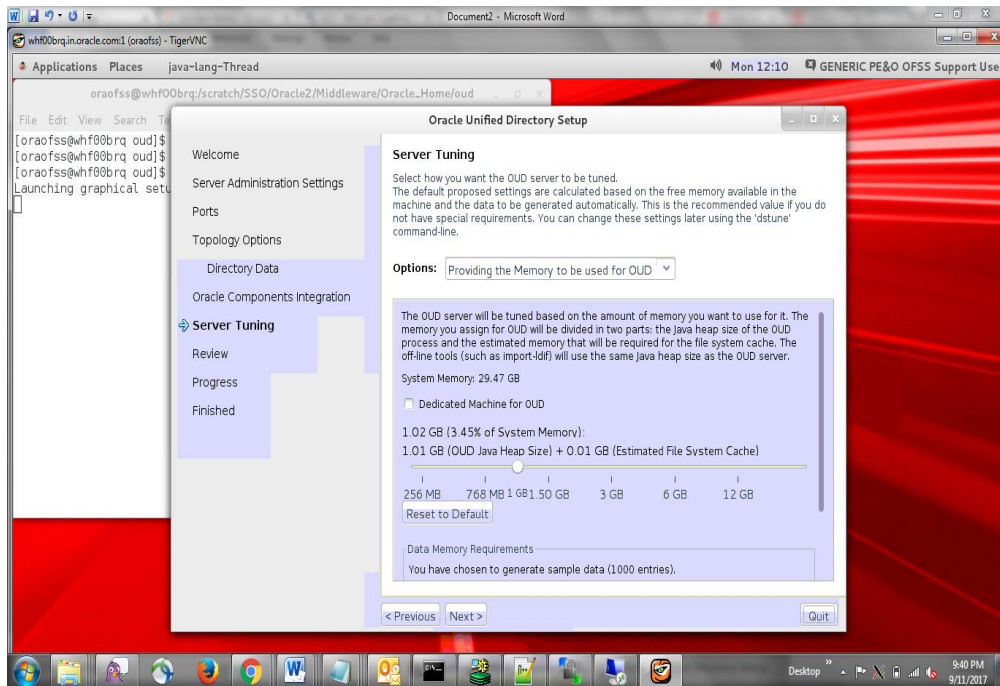 Document2 - Microsoft Word
whf00brq.in.oracle.com:1 (oraofss) - TigerVNC
Applications Places java-lang-Thread
Mon 12:10 GENERIC PE&O OFSS Support Use
oraofss@whf00brq:/scratch/SSO/Oracle2/Middleware/Oracle_Home/oud
File Edit View Search Te
[oraofss@whf00brq oud]$
[oraofss@whf00brq oud]$
[oraofss@whf00brq oud]$
Launching graphical setu
Oracle Unified Directory Setup
Welcome
Server Administration Settings
Ports
Topology Options
Directory Data
Oracle Components Integration
Server Tuning
Review
Progress
Finished
Server Tuning
Select how you want the OUD server to be tuned.
The default proposed settings are calculated based on the free memory available in the
machine and the data to be generated automatically. This is the recommended value if you do
not have special requirements. You can change these settings later using the 'dstune'
command-line.
Options: Providing the Memory to be used for OUD
The OUD server will be tuned based on the amount of memory you want to use for it. The
memory you assign for OUD will be divided in two parts: the Java heap size of the OUD
process and the estimated memory that will be required for the file system cache. The
off-line tools (such as import-ldif) will use the same Java heap size as the OUD server.
System Memory: 29.47 GB
Dedicated Machine for OUD
1.02 GB (3.45% of System Memory):
1.01 GB (OUD Java Heap Size) + 0.01 GB (Estimated File System Cache)
256 MB 768 MB 1 GB 1.50 GB 3 GB 6 GB 12 GB
Reset to Default
Data Memory Requirements
You have chosen to generate sample data (1000 entries).
< Previous Next > Quit
Desktop
9:40 PM
9/11/2017